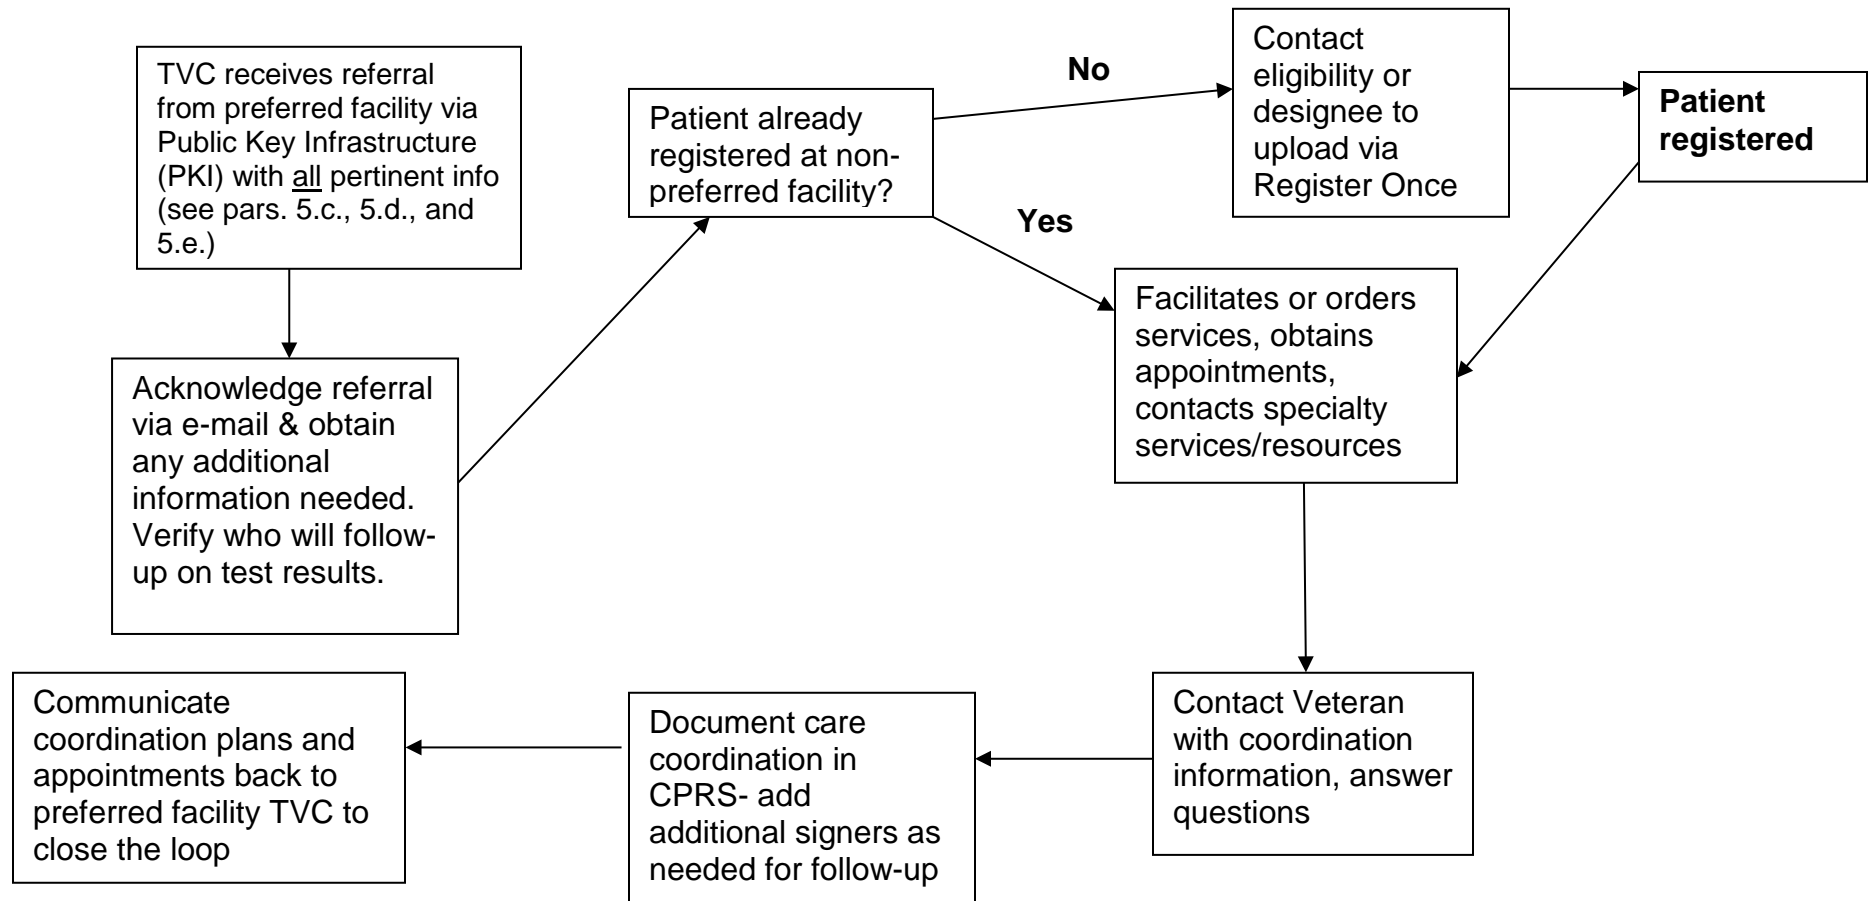 TVC receives referral
from preferred facility via
Public Key Infrastructure
(PKI) with all pertinent info
(see pars. 5.c., 5.d., and
5.e.)
Acknowledge referral
via e-mail & obtain
any additional
information needed.
Verify who will follow-
up on test results.
Patient already
registered at non-
preferred facility?
No
Yes
Contact
eligibility or
designee to
upload via
Register Once
Patient
registered
Facilitates or orders
services, obtains
appointments,
contacts specialty
services/resources
Contact Veteran
with coordination
information, answer
questions
Document care
coordination in
CPRS- add
additional signers as
needed for follow-up
Communicate
coordination plans and
appointments back to
preferred facility TVC to
close the loop